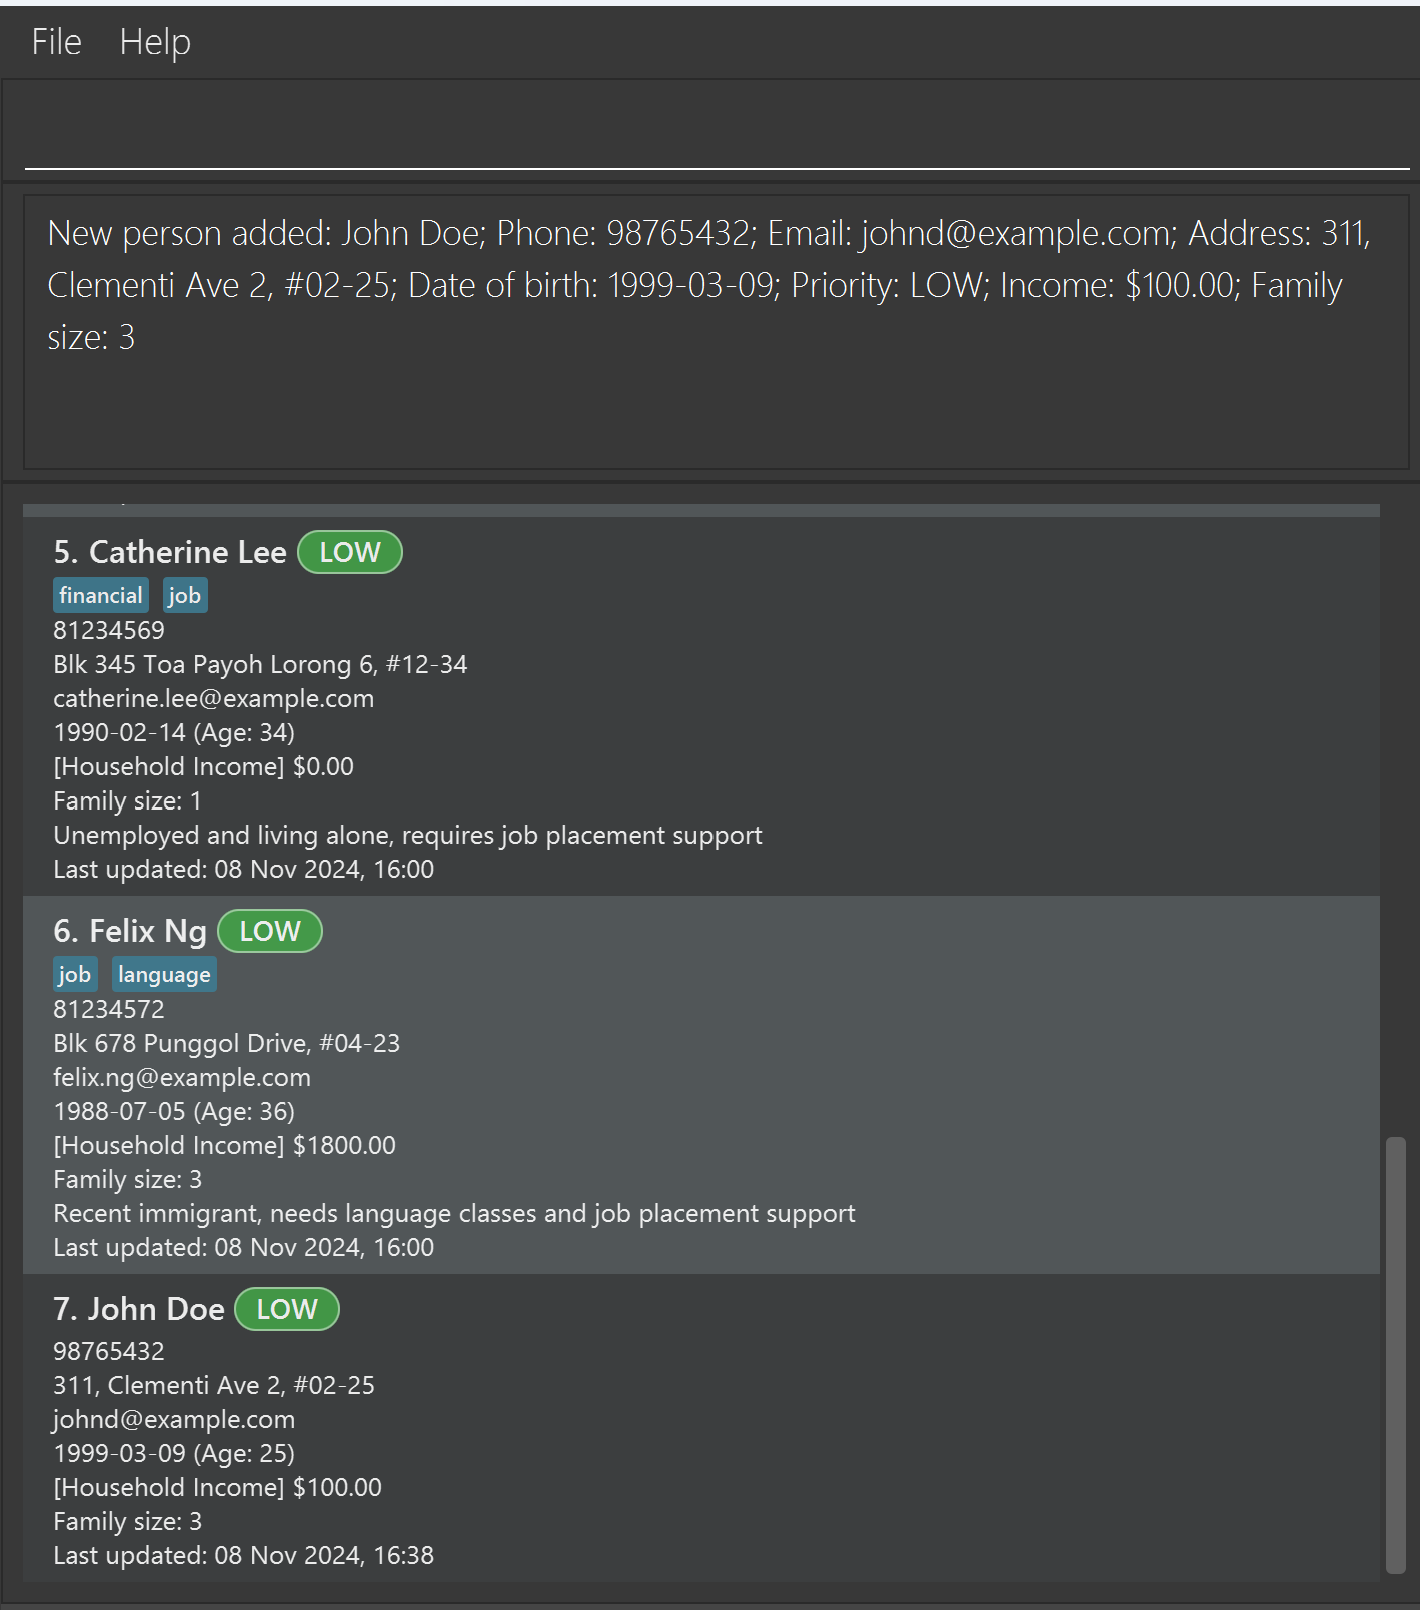 File Help
New person added: John Doe; Phone: 98765432; Email: johnd@example.com; Address: 311,
Clementi Ave 2, #02-25; Date of birth: 1999-03-09; Priority: LOW; Income: $100.00; Family
size: 3
5. Catherine Lee LOW
financial job
81234569
Blk 345 Toa Payoh Lorong 6, #12-34
catherine.lee@example.com
1990-02-14 (Age: 34)
[Household Income] $0.00
Family size: 1
Unemployed and living alone, requires job placement support
Last updated: 08 Nov 2024, 16:00
6. Felix Ng LOW
job language
81234572
Blk 678 Punggol Drive, #04-23
felix.ng@example.com
1988-07-05 (Age: 36)
[Household Income] $1800.00
Family size: 3
Recent immigrant, needs language classes and job placement support
Last updated: 08 Nov 2024, 16:00
7. John Doe LOW
98765432
311, Clementi Ave 2, #02-25
johnd@example.com
1999-03-09 (Age: 25)
[Household Income] $100.00
Family size: 3
Last updated: 08 Nov 2024, 16:38